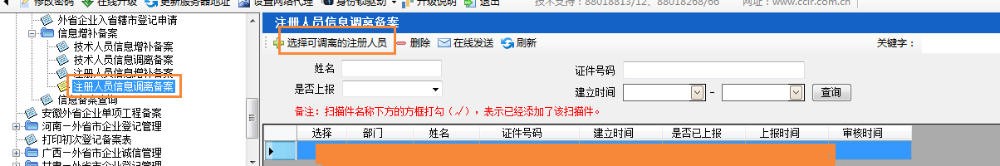 修改密码 在线升级 更新服务器地址 设置网络代理 身份锁驱动 升级说明 退出 技术支持：88018813/12、88018268/66 网址：www.ccir.com.cn
外省企业入省辖市登记申请
信息增补备案
技术人员信息增补备案
技术人员信息调离备案
注册人员信息增补备案
注册人员信息调离备案
信息备案查询
安徽外省企业单项工程备案
河南－外省市企业登记管理
打印初次登记备案表
广西－外省市企业诚信管理
甘肃－外省市企业登记管理
注册人员信息调离备案
选择可调离的注册人员 删除 在线发送 刷新 关键字：
姓名 证件号码
是否上报 建立时间 - 查询
备注：扫描件名称下方的方框打勾（√），表示已经添加了该扫描件。
选择 部门 姓名 证件号码 建立时间 是否已上报 上报时间 审核时间